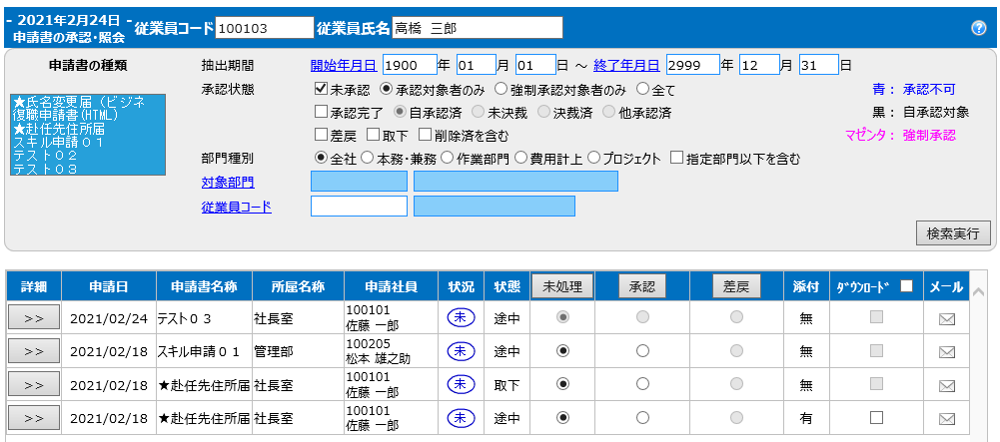 - 2021年2月24日 -
申請書の承認・照会
従業員コード 100103 従業員氏名 高橋 三郎
?
申請書の種類
★氏名変更届（ビジネ
復職申請書(HTML)
★赴任先住所届
スキル申請０１
テスト０２
テスト０３
抽出期間 開始年月日 1900 年 01 月 01 日 ～ 終了年月日 2999 年 12 月 31 日
承認状態 未承認 承認対象者のみ 強制承認対象者のみ 全て
承認完了 自承認済 未決裁 決裁済 他承認済
差戻 取下 削除済を含む
青： 承認不可
黒： 自承認対象
マゼンタ： 強制承認
部門種別 全社 本務・兼務 作業部門 費用計上 プロジェクト 指定部門以下を含む
対象部門
従業員コード
検索実行
詳細 申請日 申請書名称 所属名称 申請社員 状況 状態 未処理 承認 差戻 添付 ﾀﾞｳﾝﾛｰﾄﾞ メール
>> 2021/02/24 テスト０３ 社長室 100101 佐藤 一郎 未 途中 無
>> 2021/02/18 スキル申請０１ 管理部 100205 松本 雄之助 未 途中 無
>> 2021/02/18 ★赴任先住所届 社長室 100101 佐藤 一郎 未 取下 無
>> 2021/02/18 ★赴任先住所届 社長室 100101 佐藤 一郎 未 途中 有